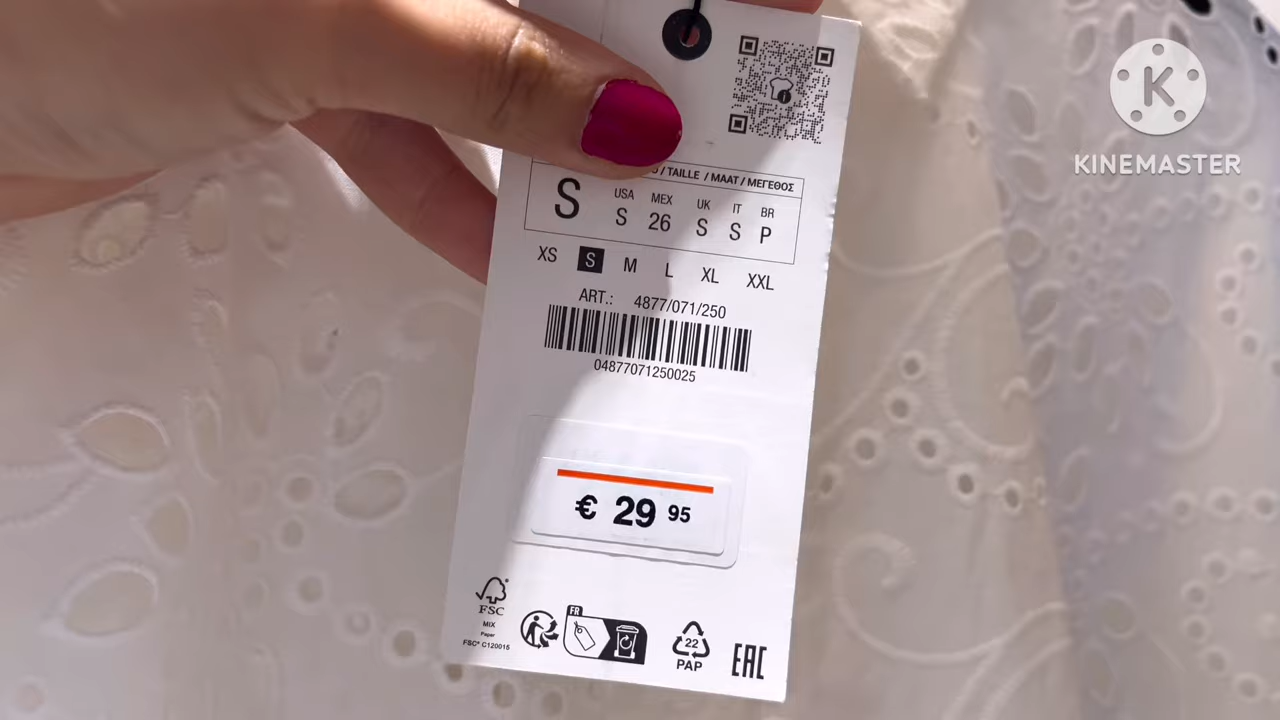 K
KINEMASTER
/ TAILLE / MAAT / ΜΕΓΕΘΟΣ
S
USA MEX UK IT BR
S 26 S S P
XS S M L XL XXL
ART.: 4877/071/250
04877071250025
€ 29 95
FSC
MIX
Paper
FSC® C120015
FR
22
PAP
EAC